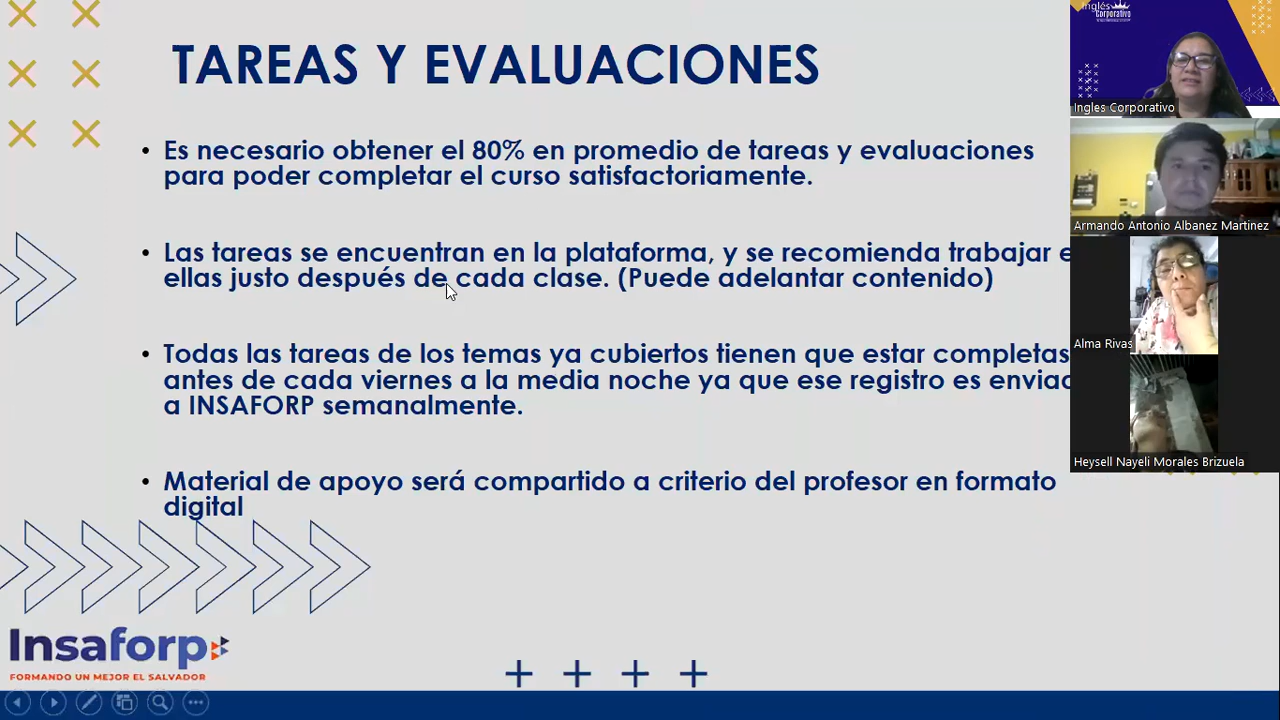 TAREAS Y EVALUACIONES
• Es necesario obtener el 80% en promedio de tareas y evaluaciones
para poder completar el curso satisfactoriamente.
• Las tareas se encuentran en la plataforma, y se recomienda trabajar e
ellas justo después de cada clase. (Puede adelantar contenido)
• Todas las tareas de los temas ya cubiertos tienen que estar completas
antes de cada viernes a la media noche ya que ese registro es enviad
a INSAFORP semanalmente.
• Material de apoyo será compartido a criterio del profesor en formato
digital
Insaforp
FORMANDO UN MEJOR EL SALVADOR
Inglés
Corporativo
Ingles Corporativo
Armando Antonio Albanez Martinez
Alma Rivas
Heysell Nayeli Morales Brizuela